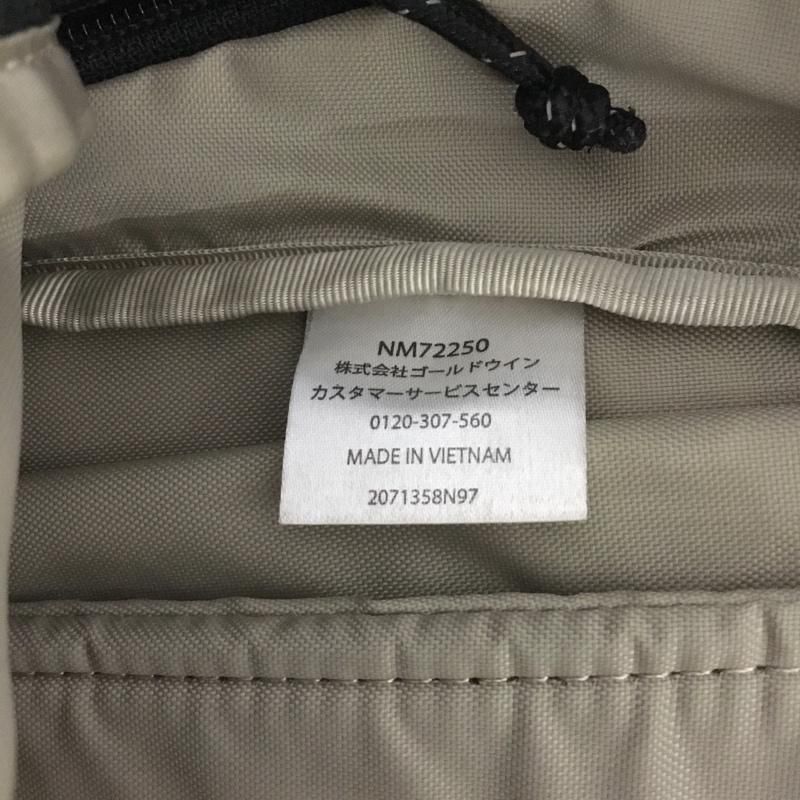 NM72250
株式会社ゴールドウイン
カスタマーサービスセンター
0120-307-560
MADE IN VIETNAM
2071358N97